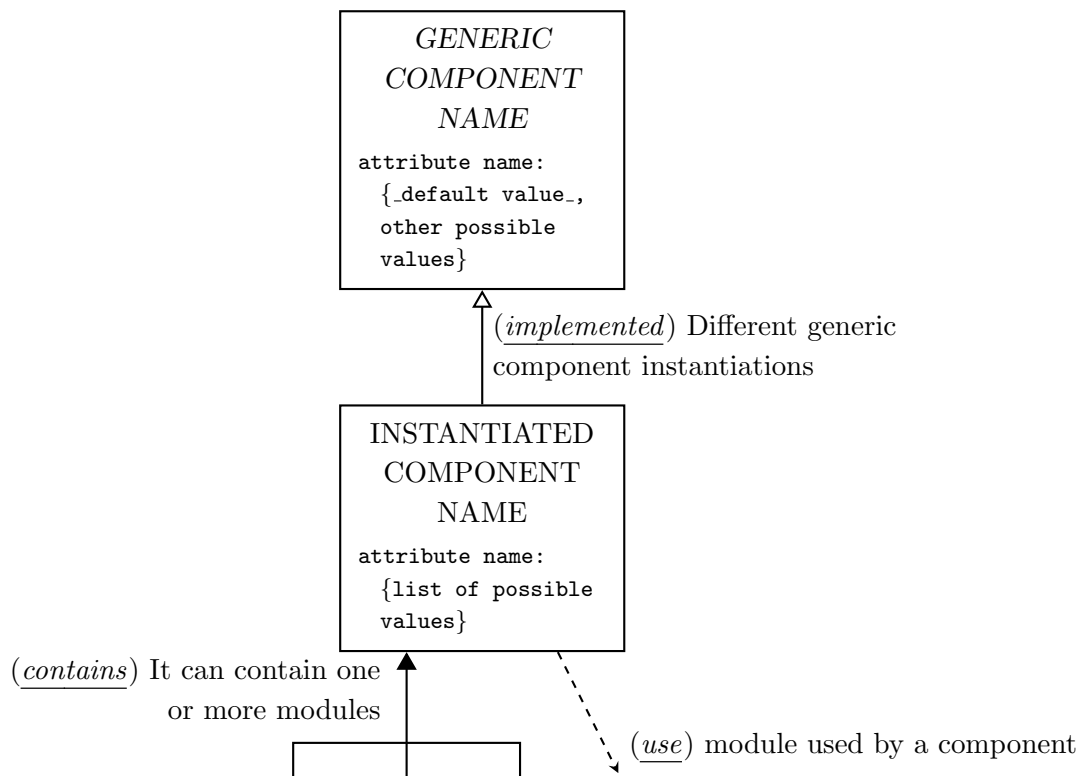 GENERIC
COMPONENT
NAME
attribute name:
{_default value_,
other possible
values}
(implemented) Different generic
component instantiations
INSTANTIATED
COMPONENT
NAME
attribute name:
{list of possible
values}
(contains) It can contain one
or more modules
(use) module used by a component